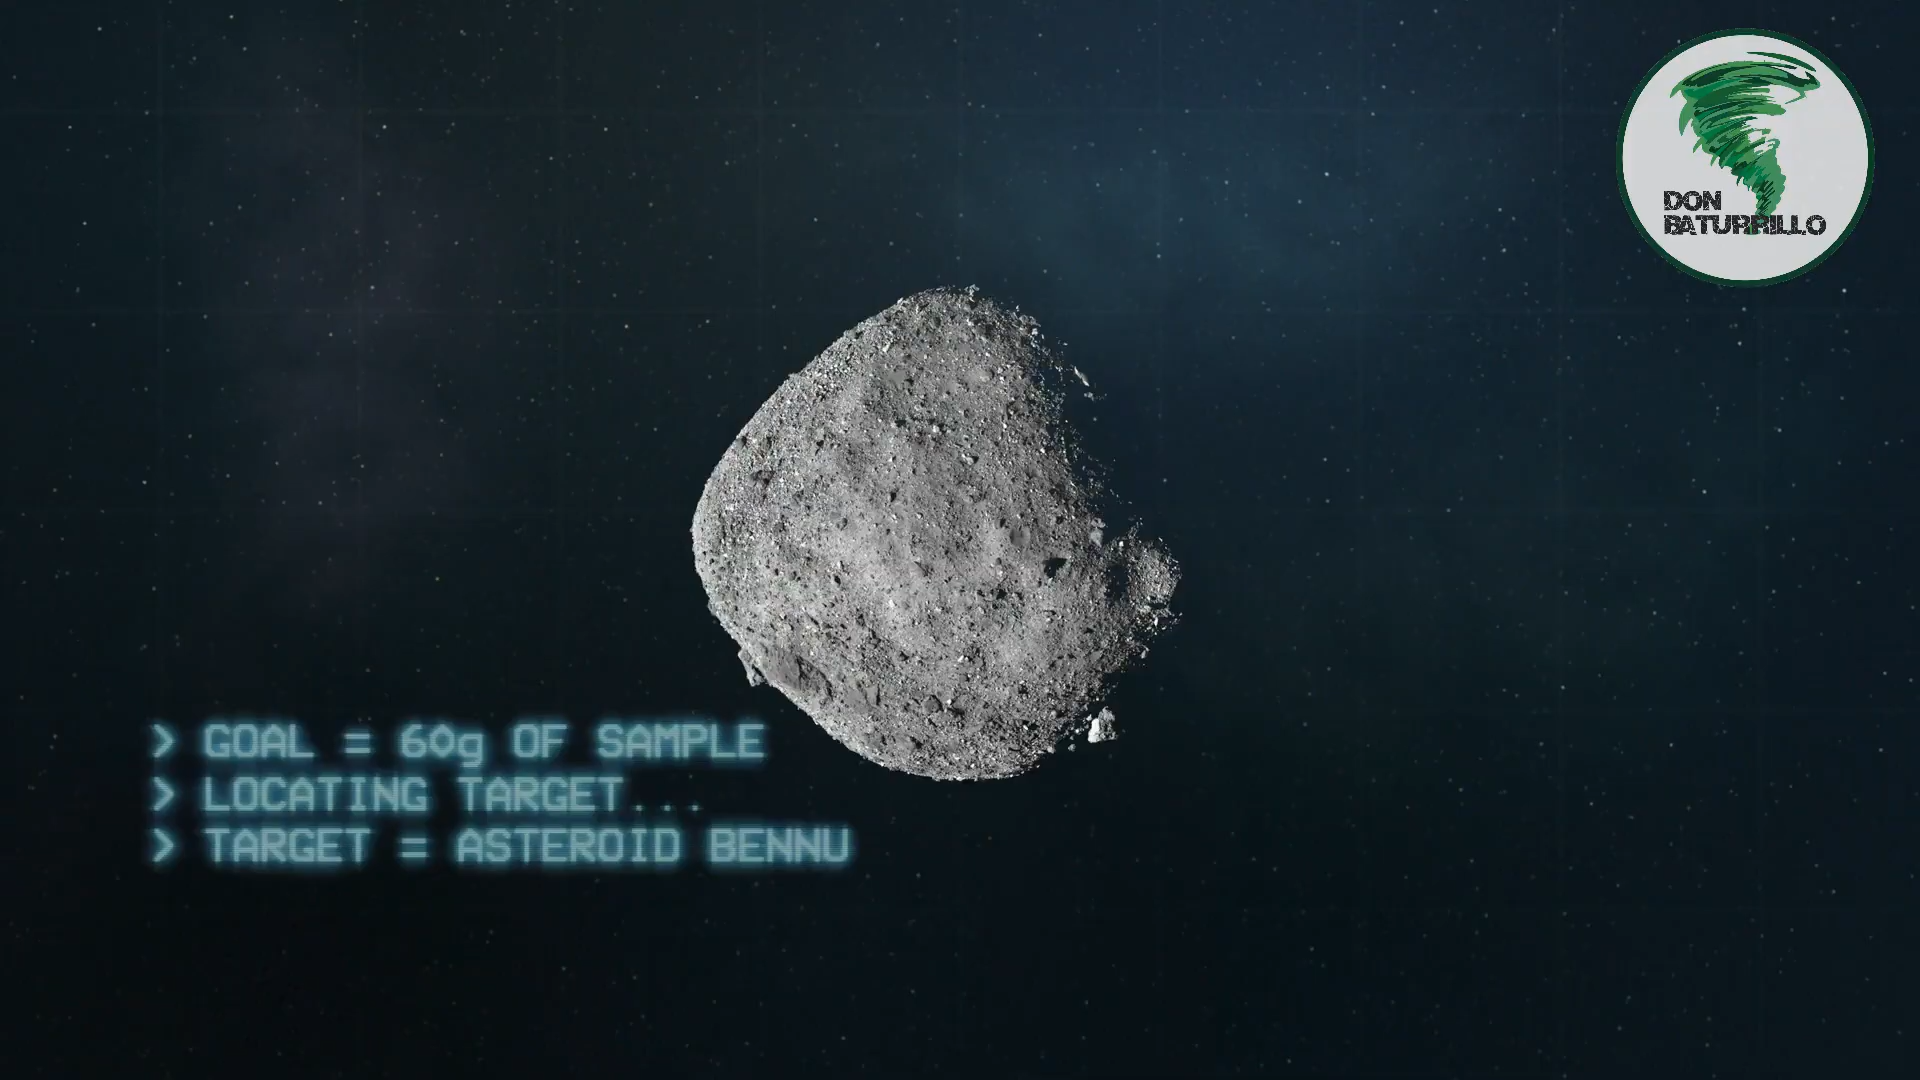 DON
BATURRILLO
> GOAL = 60g OF SAMPLE
> LOCATING TARGET...
> TARGET = ASTEROID BENNU